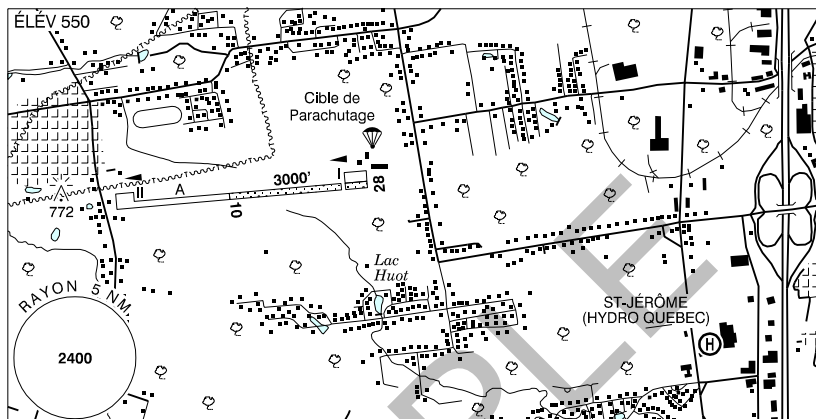 ÉLÉV 550
Cible de
Parachutage
3000'
A
28
10
772
Lac
Huot
RAYON 5 NM.
2400
ST-JÉRÔME
(HYDRO QUEBEC)
H
PLE